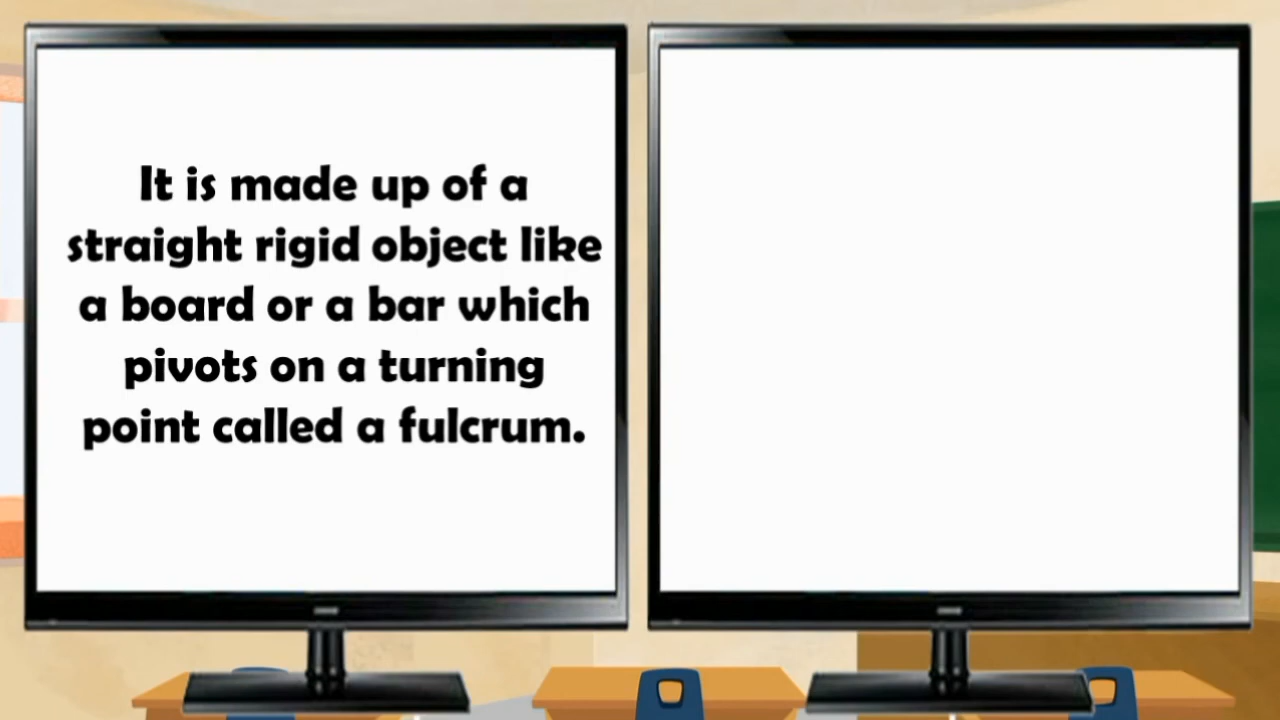 It is made up of a
straight rigid object like
a board or a bar which
pivots on a turning
point called a fulcrum.